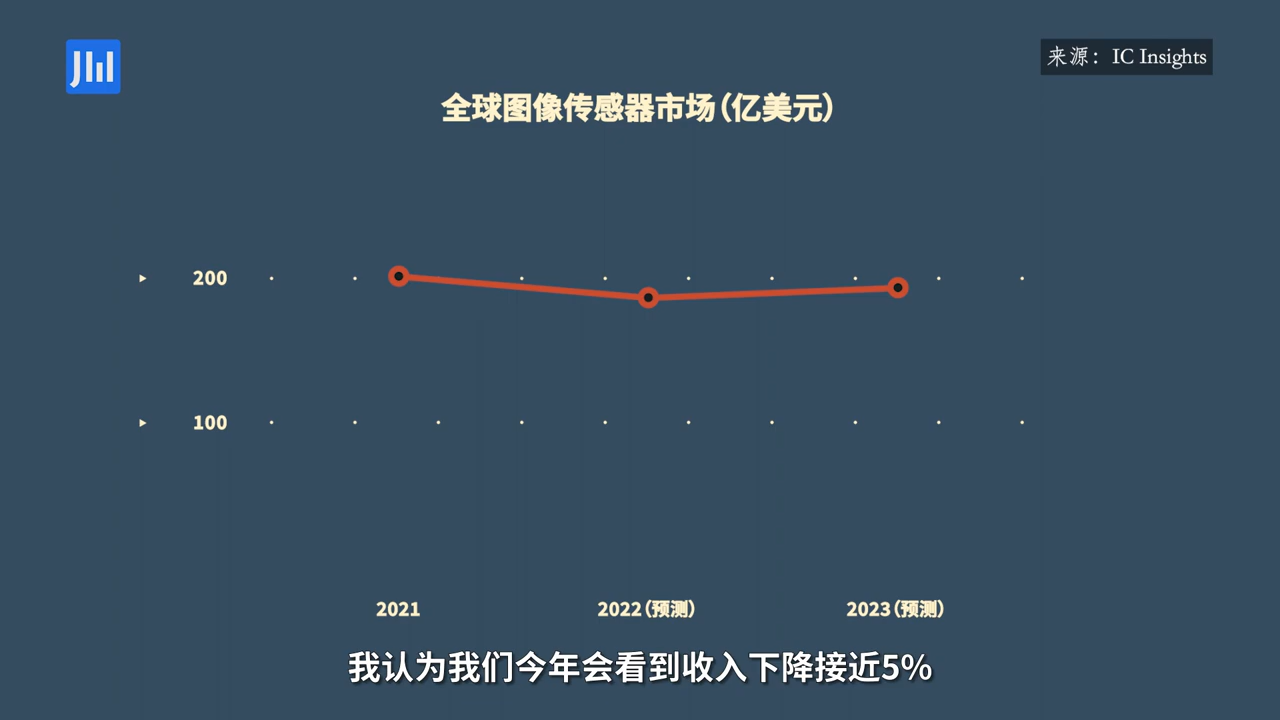 JW
来源：IC Insights
全球图像传感器市场(亿美元)
200
100
2021
2022(预测)
2023(预测)
我认为我们今年会看到收入下降接近5%